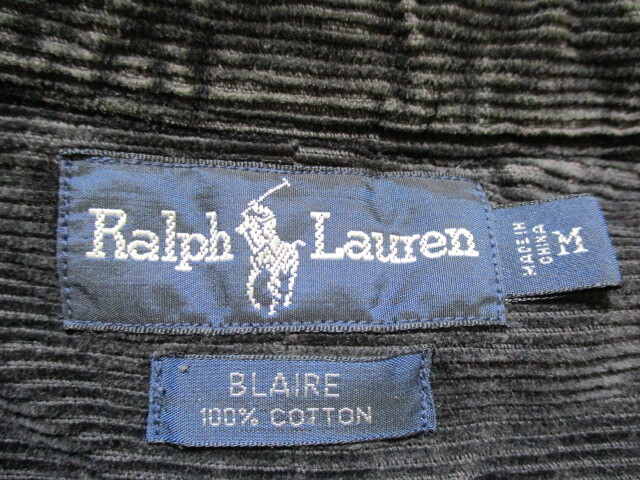 Ralph Lauren
MADE IN
CHINA
M
BLAIRE
100% COTTON